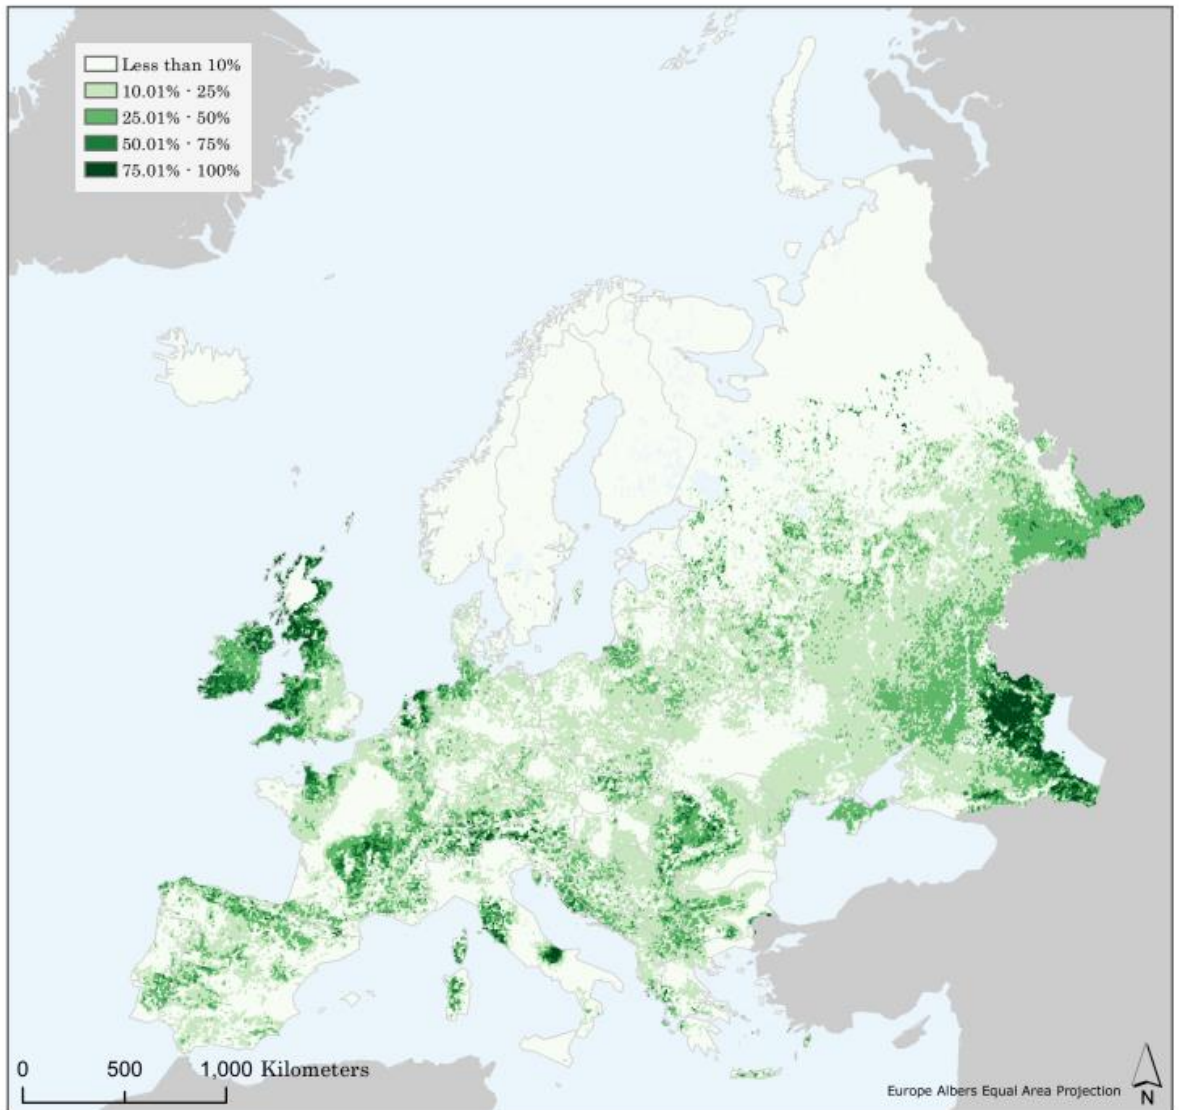 Less than 10%
10.01% - 25%
25.01% - 50%
50.01% - 75%
75.01% - 100%
0 500 1,000 Kilometers
Europe Albers Equal Area Projection
N